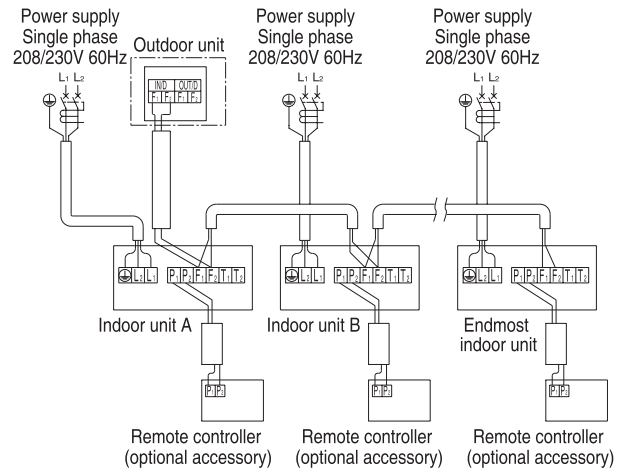 Power supply
Single phase
208/230V 60Hz
L1 L2
Outdoor unit
IN/D OUT/D
F1 F2 F1 F2
Power supply
Single phase
208/230V 60Hz
L1 L2
Power supply
Single phase
208/230V 60Hz
L1 L2
L2 L1
P1 P2 F1 F2 T1 T2
Indoor unit A
L2 L1
P1 P2 F1 F2 T1 T2
Indoor unit B
L2 L1
P1 P2 F1 F2 T1 T2
Endmost
indoor unit
P1 P2
Remote controller
(optional accessory)
P1 P2
Remote controller
(optional accessory)
P1 P2
Remote controller
(optional accessory)